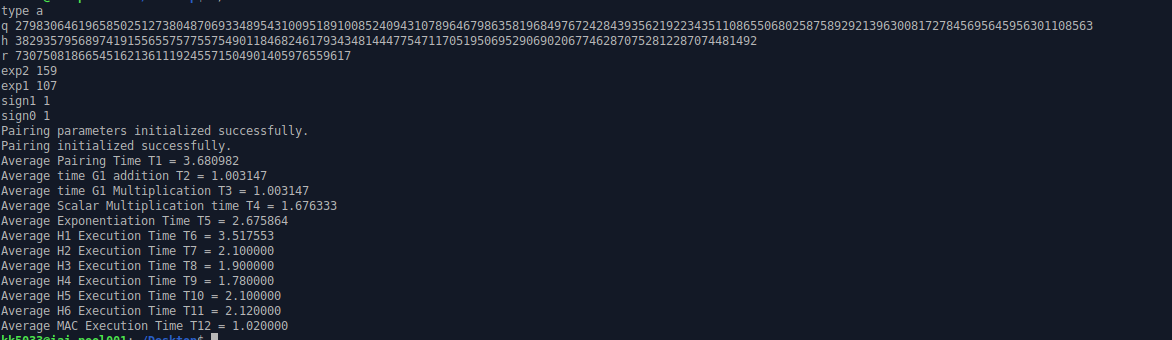 type a
q 2798306461965850251273804870693348954310095189100852409431078964679863581968497672428439356219223435110865506802587589292139630081727845695645956301108563
h 382935795689741915565575775575490118468246179343481444775471170519506952906902067746287075281228707448149​2
r 730750818665451621361119245571504901405976559617
exp2 159
exp1 107
sign1 1
sign0 1
Pairing parameters initialized successfully.
Pairing initialized successfully.
Average Pairing Time T1 = 3.680982
Average time G1 addition T2 = 1.003147
Average time G1 Multiplication T3 = 1.003147
Average Scalar Multiplication time T4 = 1.676333
Average Exponentiation Time T5 = 2.675864
Average H1 Execution Time T6 = 3.517553
Average H2 Execution Time T7 = 2.100000
Average H3 Execution Time T8 = 1.900000
Average H4 Execution Time T9 = 1.780000
Average H5 Execution Time T10 = 2.100000
Average H6 Execution Time T11 = 2.120000
Average MAC Execution Time T12 = 1.020000